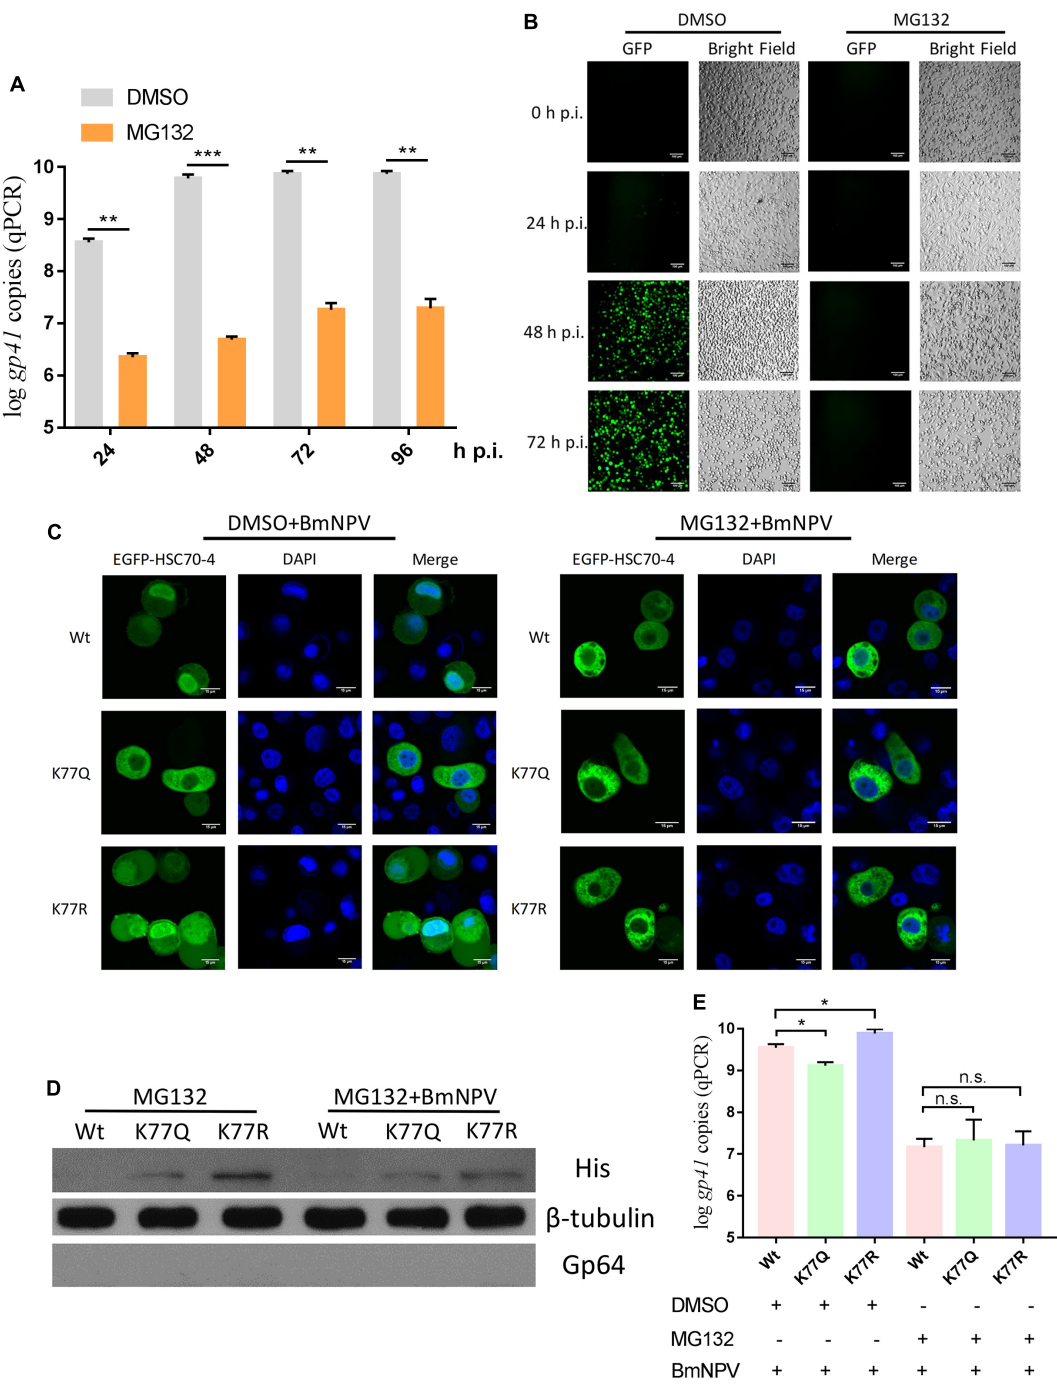 A
DMSO
MG132
log gp41 copies (qPCR)
10
9
8
7
6
5
**
***
**
**
24
48
72
96
h p.i.
B
DMSO
MG132
GFP
Bright Field
GFP
Bright Field
0 h p.i.
24 h p.i.
48 h p.i.
72 h p.i.
C
DMSO+BmNPV
MG132+BmNPV
EGFP-HSC70-4
DAPI
Merge
EGFP-HSC70-4
DAPI
Merge
Wt
Wt
K77Q
K77Q
K77R
K77R
D
MG132
MG132+BmNPV
Wt
K77Q
K77R
Wt
K77Q
K77R
His
β-tubulin
Gp64
E
log gp41 copies (qPCR)
10
9
8
7
6
5
*
*
n.s.
n.s.
Wt
K77Q
K77R
Wt
K77Q
K77R
DMSO + + + - - -
MG132 - - - + + +
BmNPV + + + + + +